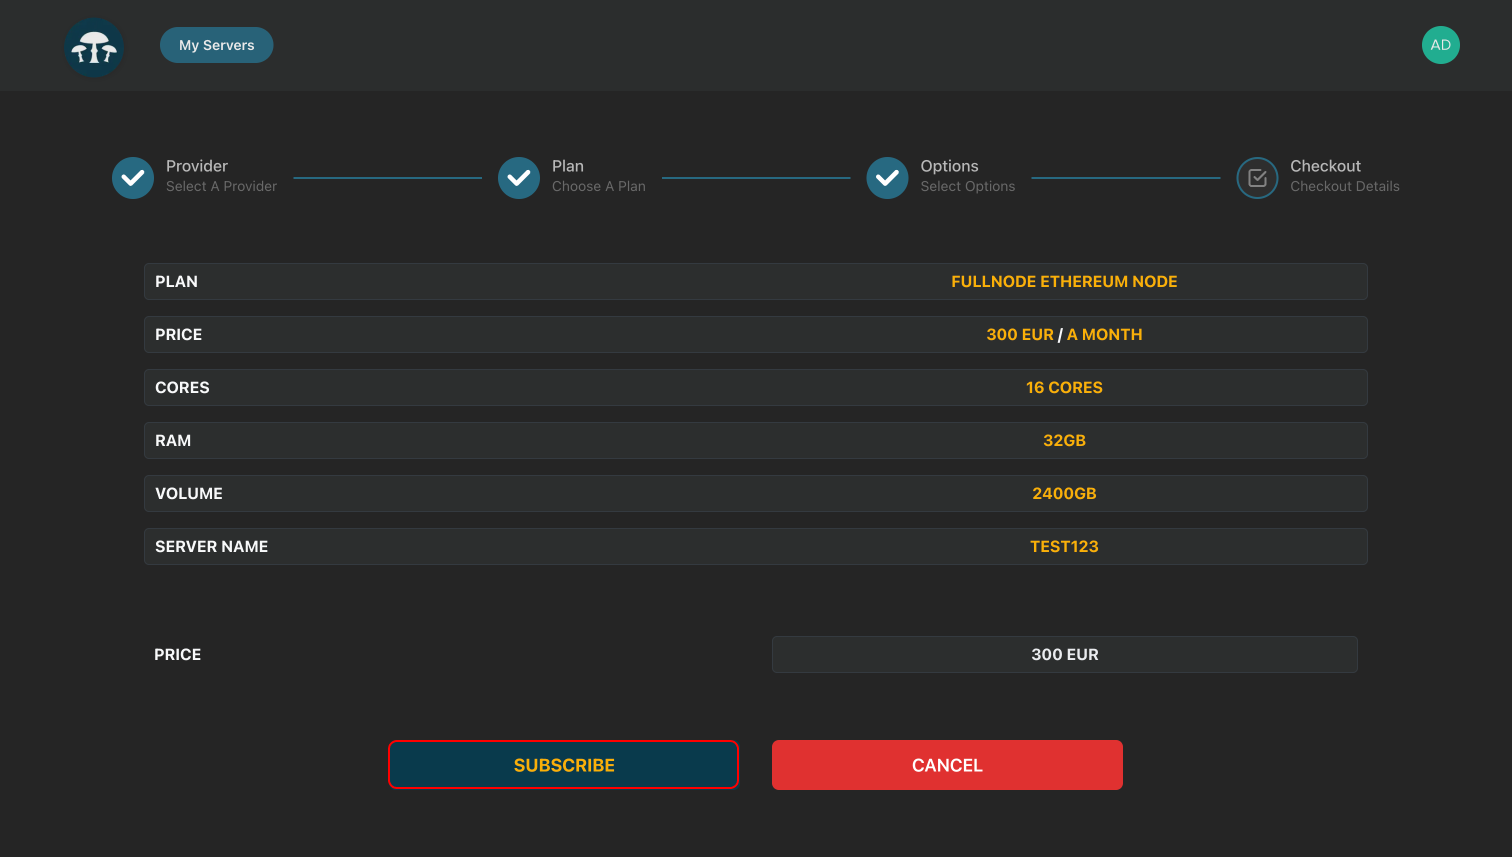 My Servers
AD
Provider
Select A Provider
Plan
Choose A Plan
Options
Select Options
Checkout
Checkout Details
PLAN FULLNODE ETHEREUM NODE
PRICE 300 EUR / A MONTH
CORES 16 CORES
RAM 32GB
VOLUME 2400GB
SERVER NAME TEST123
PRICE 300 EUR
SUBSCRIBE CANCEL